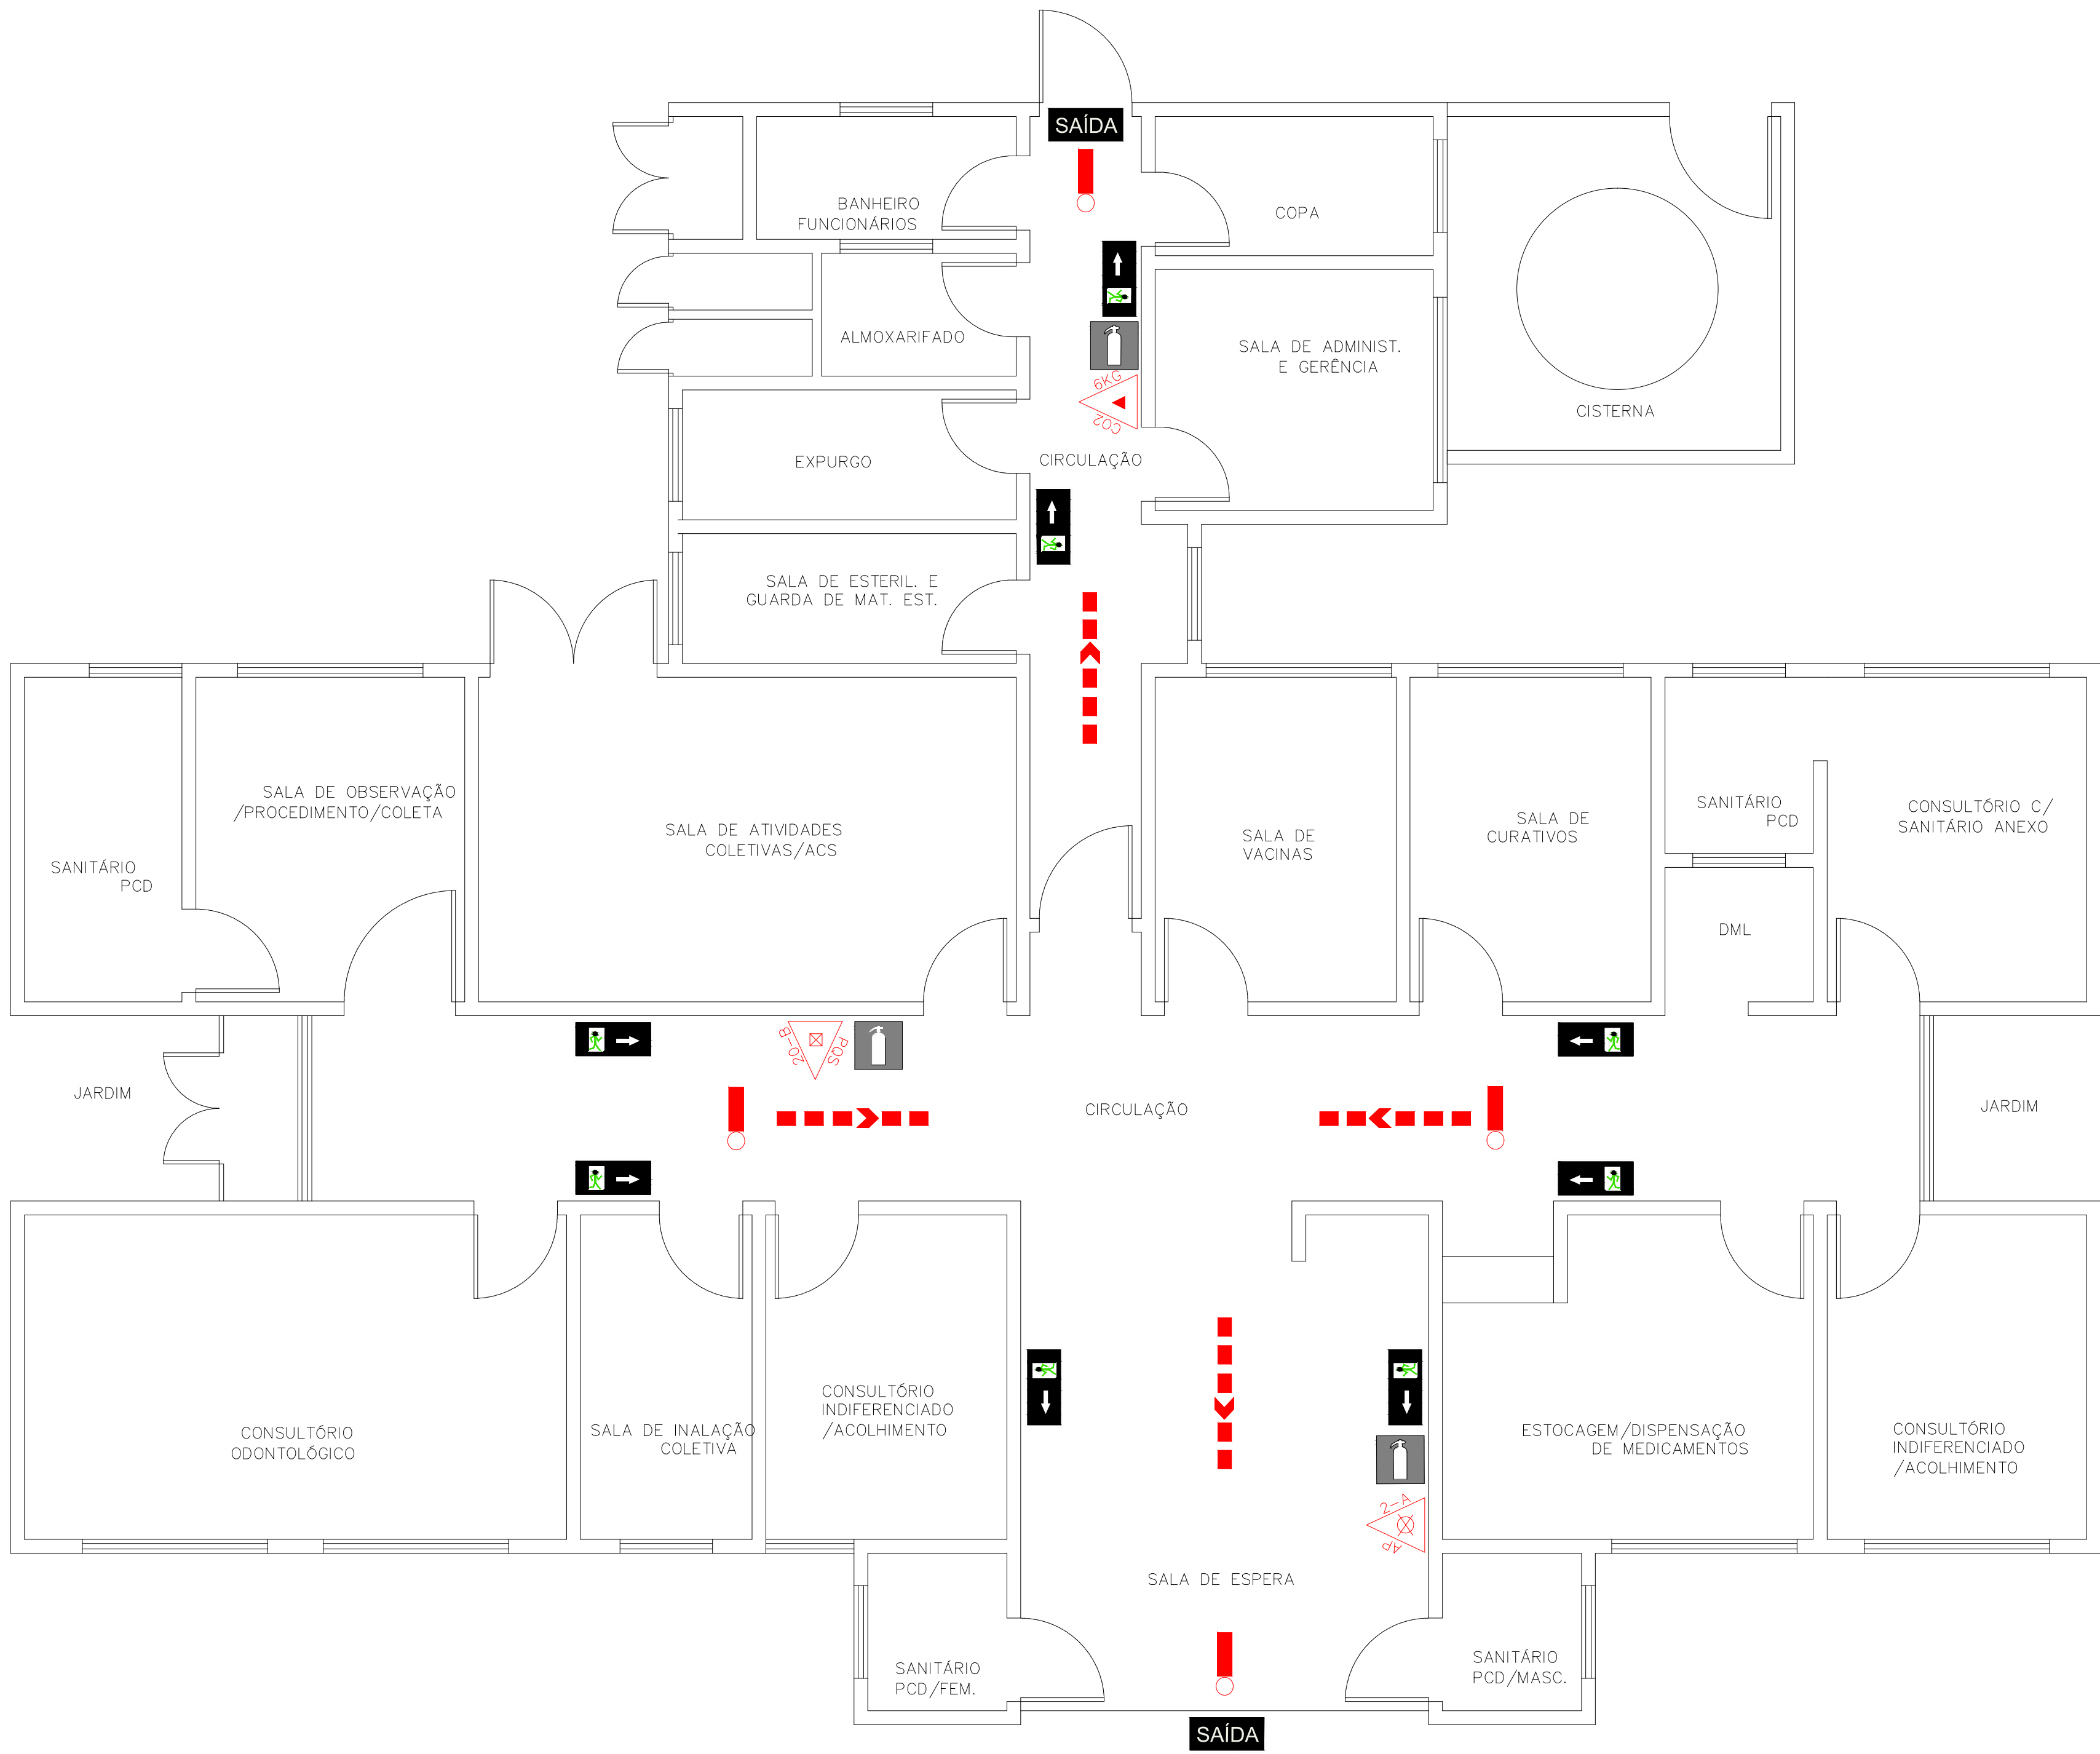 SAÍDA
BANHEIRO
FUNCIONÁRIOS
COPA
ALMOXARIFADO
SALA DE ADMINIST.
E GERÊNCIA
6KG
CO2
CISTERNA
EXPURGO
CIRCULAÇÃO
SALA DE ESTERIL. E
GUARDA DE MAT. EST.
SALA DE OBSERVAÇÃO
/PROCEDIMENTO/COLETA
SANITÁRIO
PCD
SALA DE ATIVIDADES
COLETIVAS/ACS
SALA DE
VACINAS
SALA DE
CURATIVOS
SANITÁRIO
PCD
CONSULTÓRIO C/
SANITÁRIO ANEXO
DML
20-B
PQS
JARDIM
CIRCULAÇÃO
JARDIM
CONSULTÓRIO
ODONTOLÓGICO
SALA DE INALAÇÃO
COLETIVA
CONSULTÓRIO
INDIFERENCIADO
/ACOLHIMENTO
ESTOCAGEM/DISPENSAÇÃO
DE MEDICAMENTOS
CONSULTÓRIO
INDIFERENCIADO
/ACOLHIMENTO
2-A
AP
SALA DE ESPERA
SANITÁRIO
PCD/FEM.
SANITÁRIO
PCD/MASC.
SAÍDA